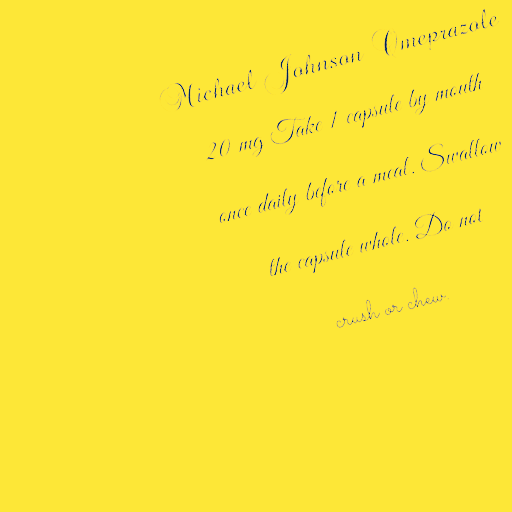 Michael Johnson Omeprazole
20 mg Take 1 capsule by mouth
once daily before a meal. Swallow
the capsule whole. Do not
crush or chew.